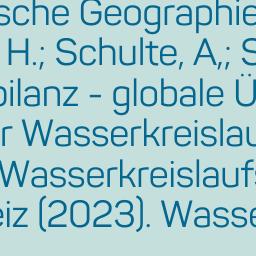 sche Geographie
H.; Schulte, A,; S
bilanz - globale Ü
r Wasserkreislau
Wasserkreislaufs
eiz (2023). Wasse